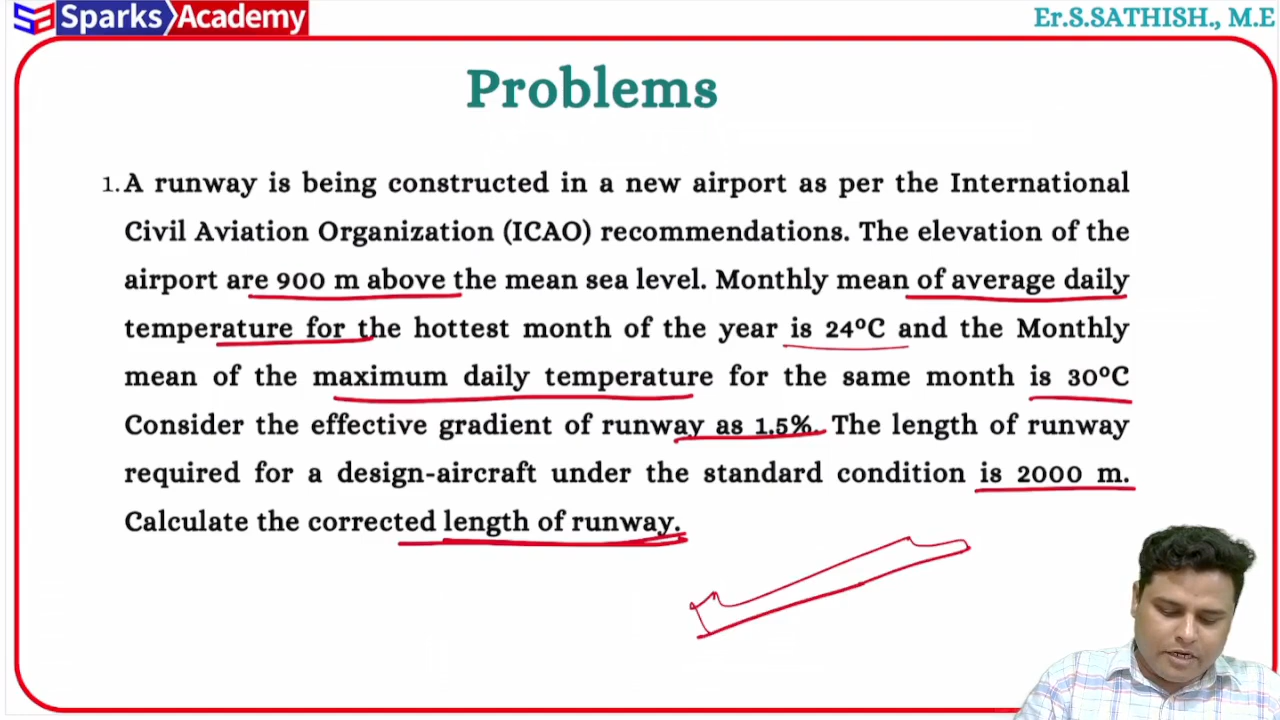 Sparks Academy
Er.S.SATHISH., M.E
Problems
1. A runway is being constructed in a new airport as per the International
Civil Aviation Organization (ICAO) recommendations. The elevation of the
airport are 900 m above the mean sea level. Monthly mean of average daily
temperature for the hottest month of the year is 24°C and the Monthly
mean of the maximum daily temperature for the same month is 30°C
Consider the effective gradient of runway as 1.5%. The length of runway
required for a design-aircraft under the standard condition is 2000 m.
Calculate the corrected length of runway.